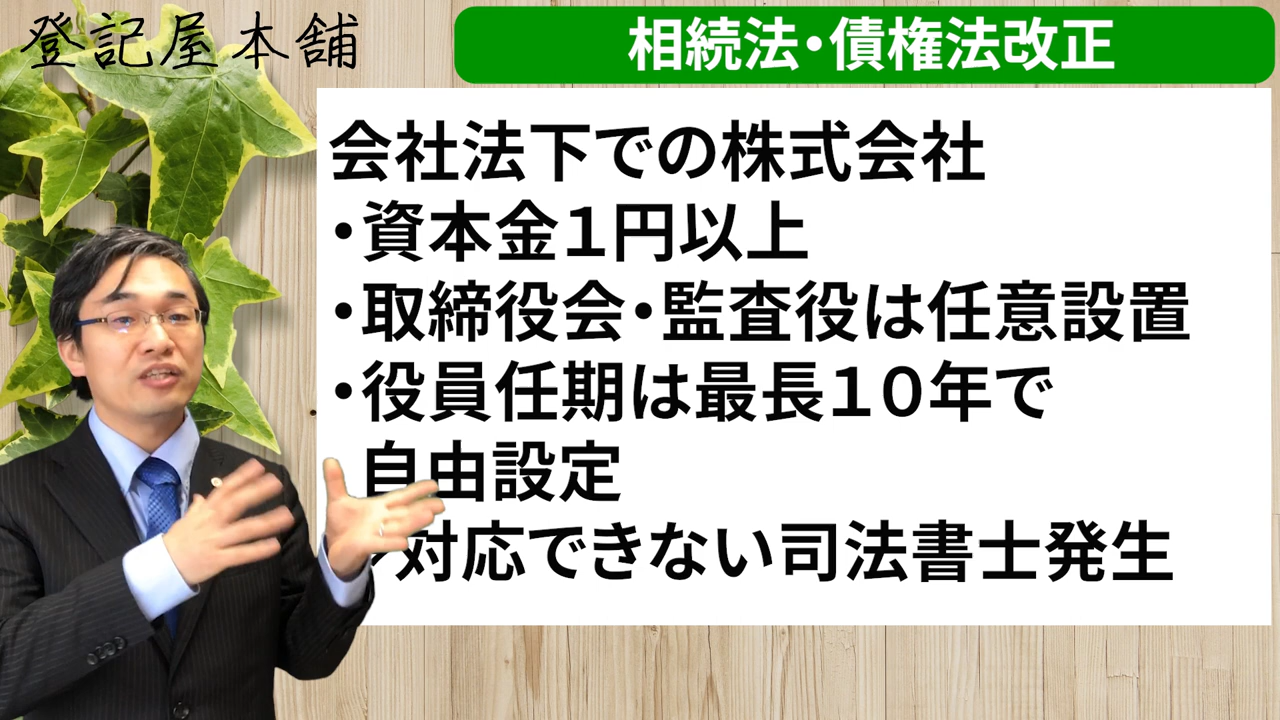 登記屋本舗
相続法・債権法改正
会社法下での株式会社
・資本金1円以上
・取締役会・監査役は任意設置
・役員任期は最長10年で
自由設定
対応できない司法書士発生